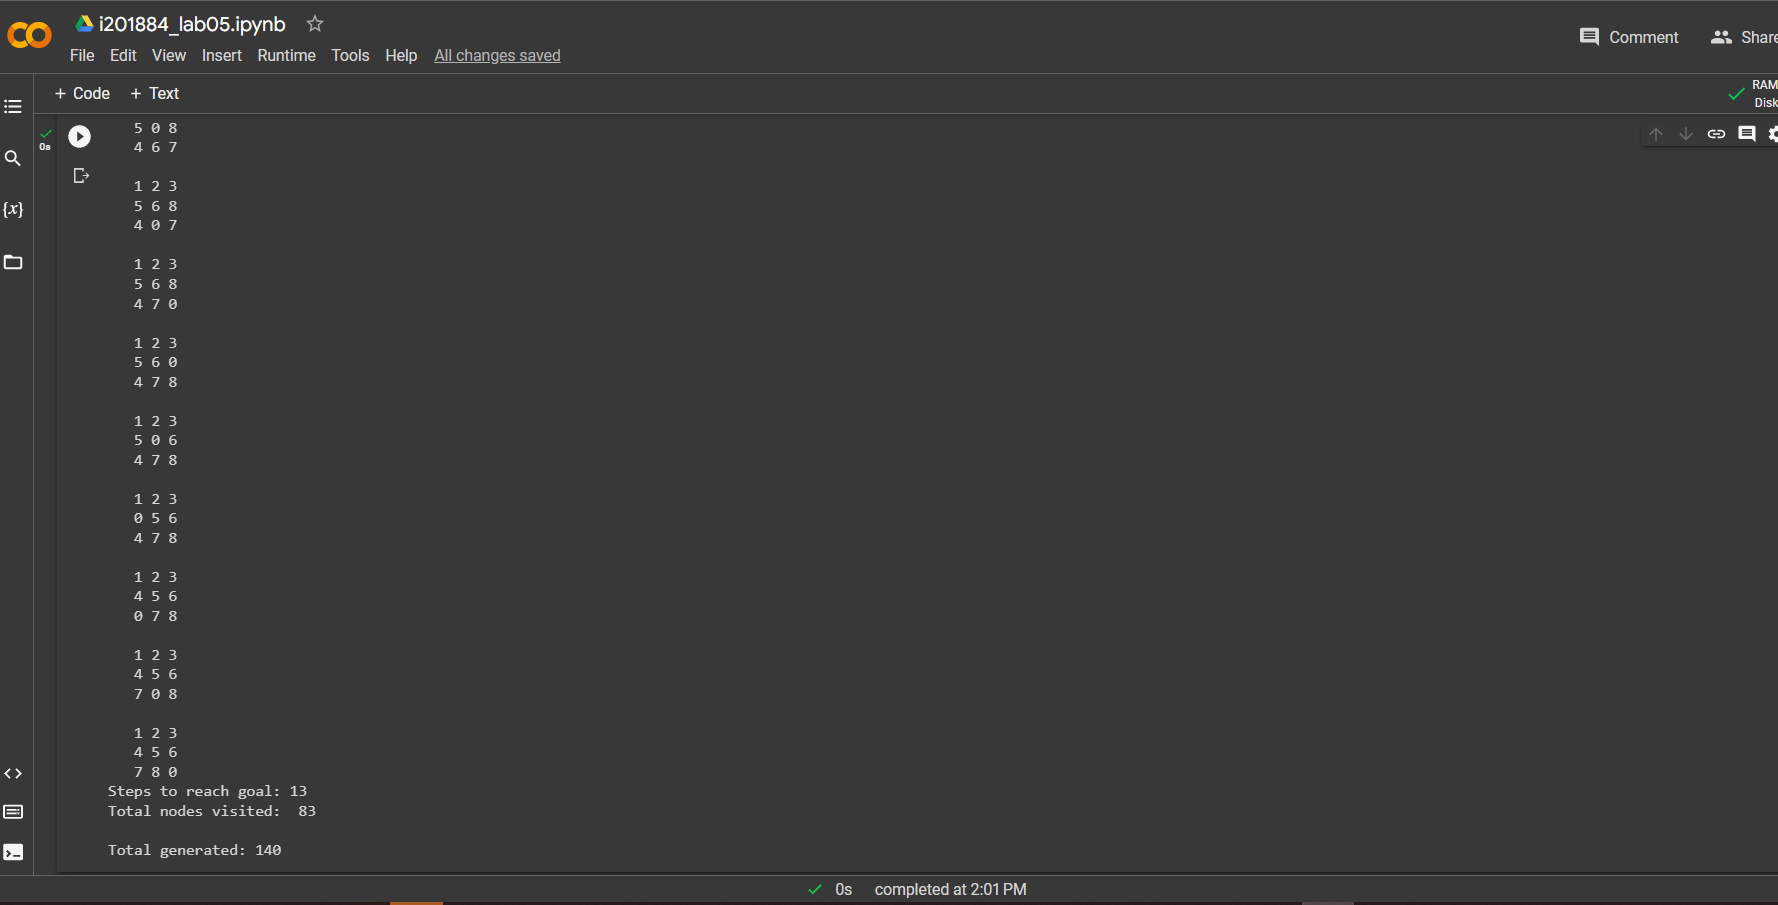 i201884_lab05.ipynb
File Edit View Insert Runtime Tools Help All changes saved
Comment Share
+ Code + Text
RAM
Disk
0s
5 0 8
4 6 7
1 2 3
5 6 8
4 0 7
{x}
1 2 3
5 6 8
4 7 0
1 2 3
5 6 0
4 7 8
1 2 3
5 0 6
4 7 8
1 2 3
0 5 6
4 7 8
1 2 3
4 5 6
0 7 8
1 2 3
4 5 6
7 0 8
1 2 3
4 5 6
7 8 0
Steps to reach goal: 13
Total nodes visited:  83
Total generated: 140
0s completed at 2:01 PM